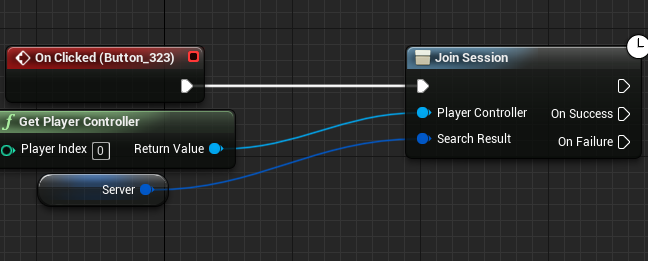 On Clicked (Button_323)
Join Session
Get Player Controller
Player Controller
On Success
Player Index 0
Return Value
Search Result
On Failure
Server